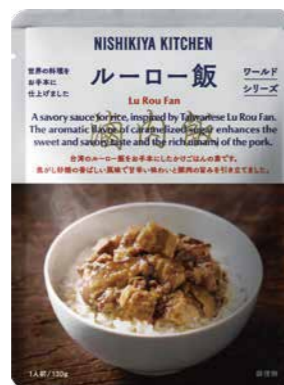 NISHIKIYA KITCHEN
世界の料理を
お手本に
仕上げました
ルーロー飯
ワールド
シリーズ
Lu Rou Fan
滷肉飯
A savory sauce for rice, inspired by Taiwanese Lu Rou Fan.
The aromatic flavor of caramelized sugar enhances the
sweet and savory taste and the rich umami of the pork.
台湾のルーロー飯をお手本にしたかけごはんの素です。
焦がし砂糖の香ばしい風味で甘辛い味わいと豚肉の旨みを引き立てました。
1人前/130g